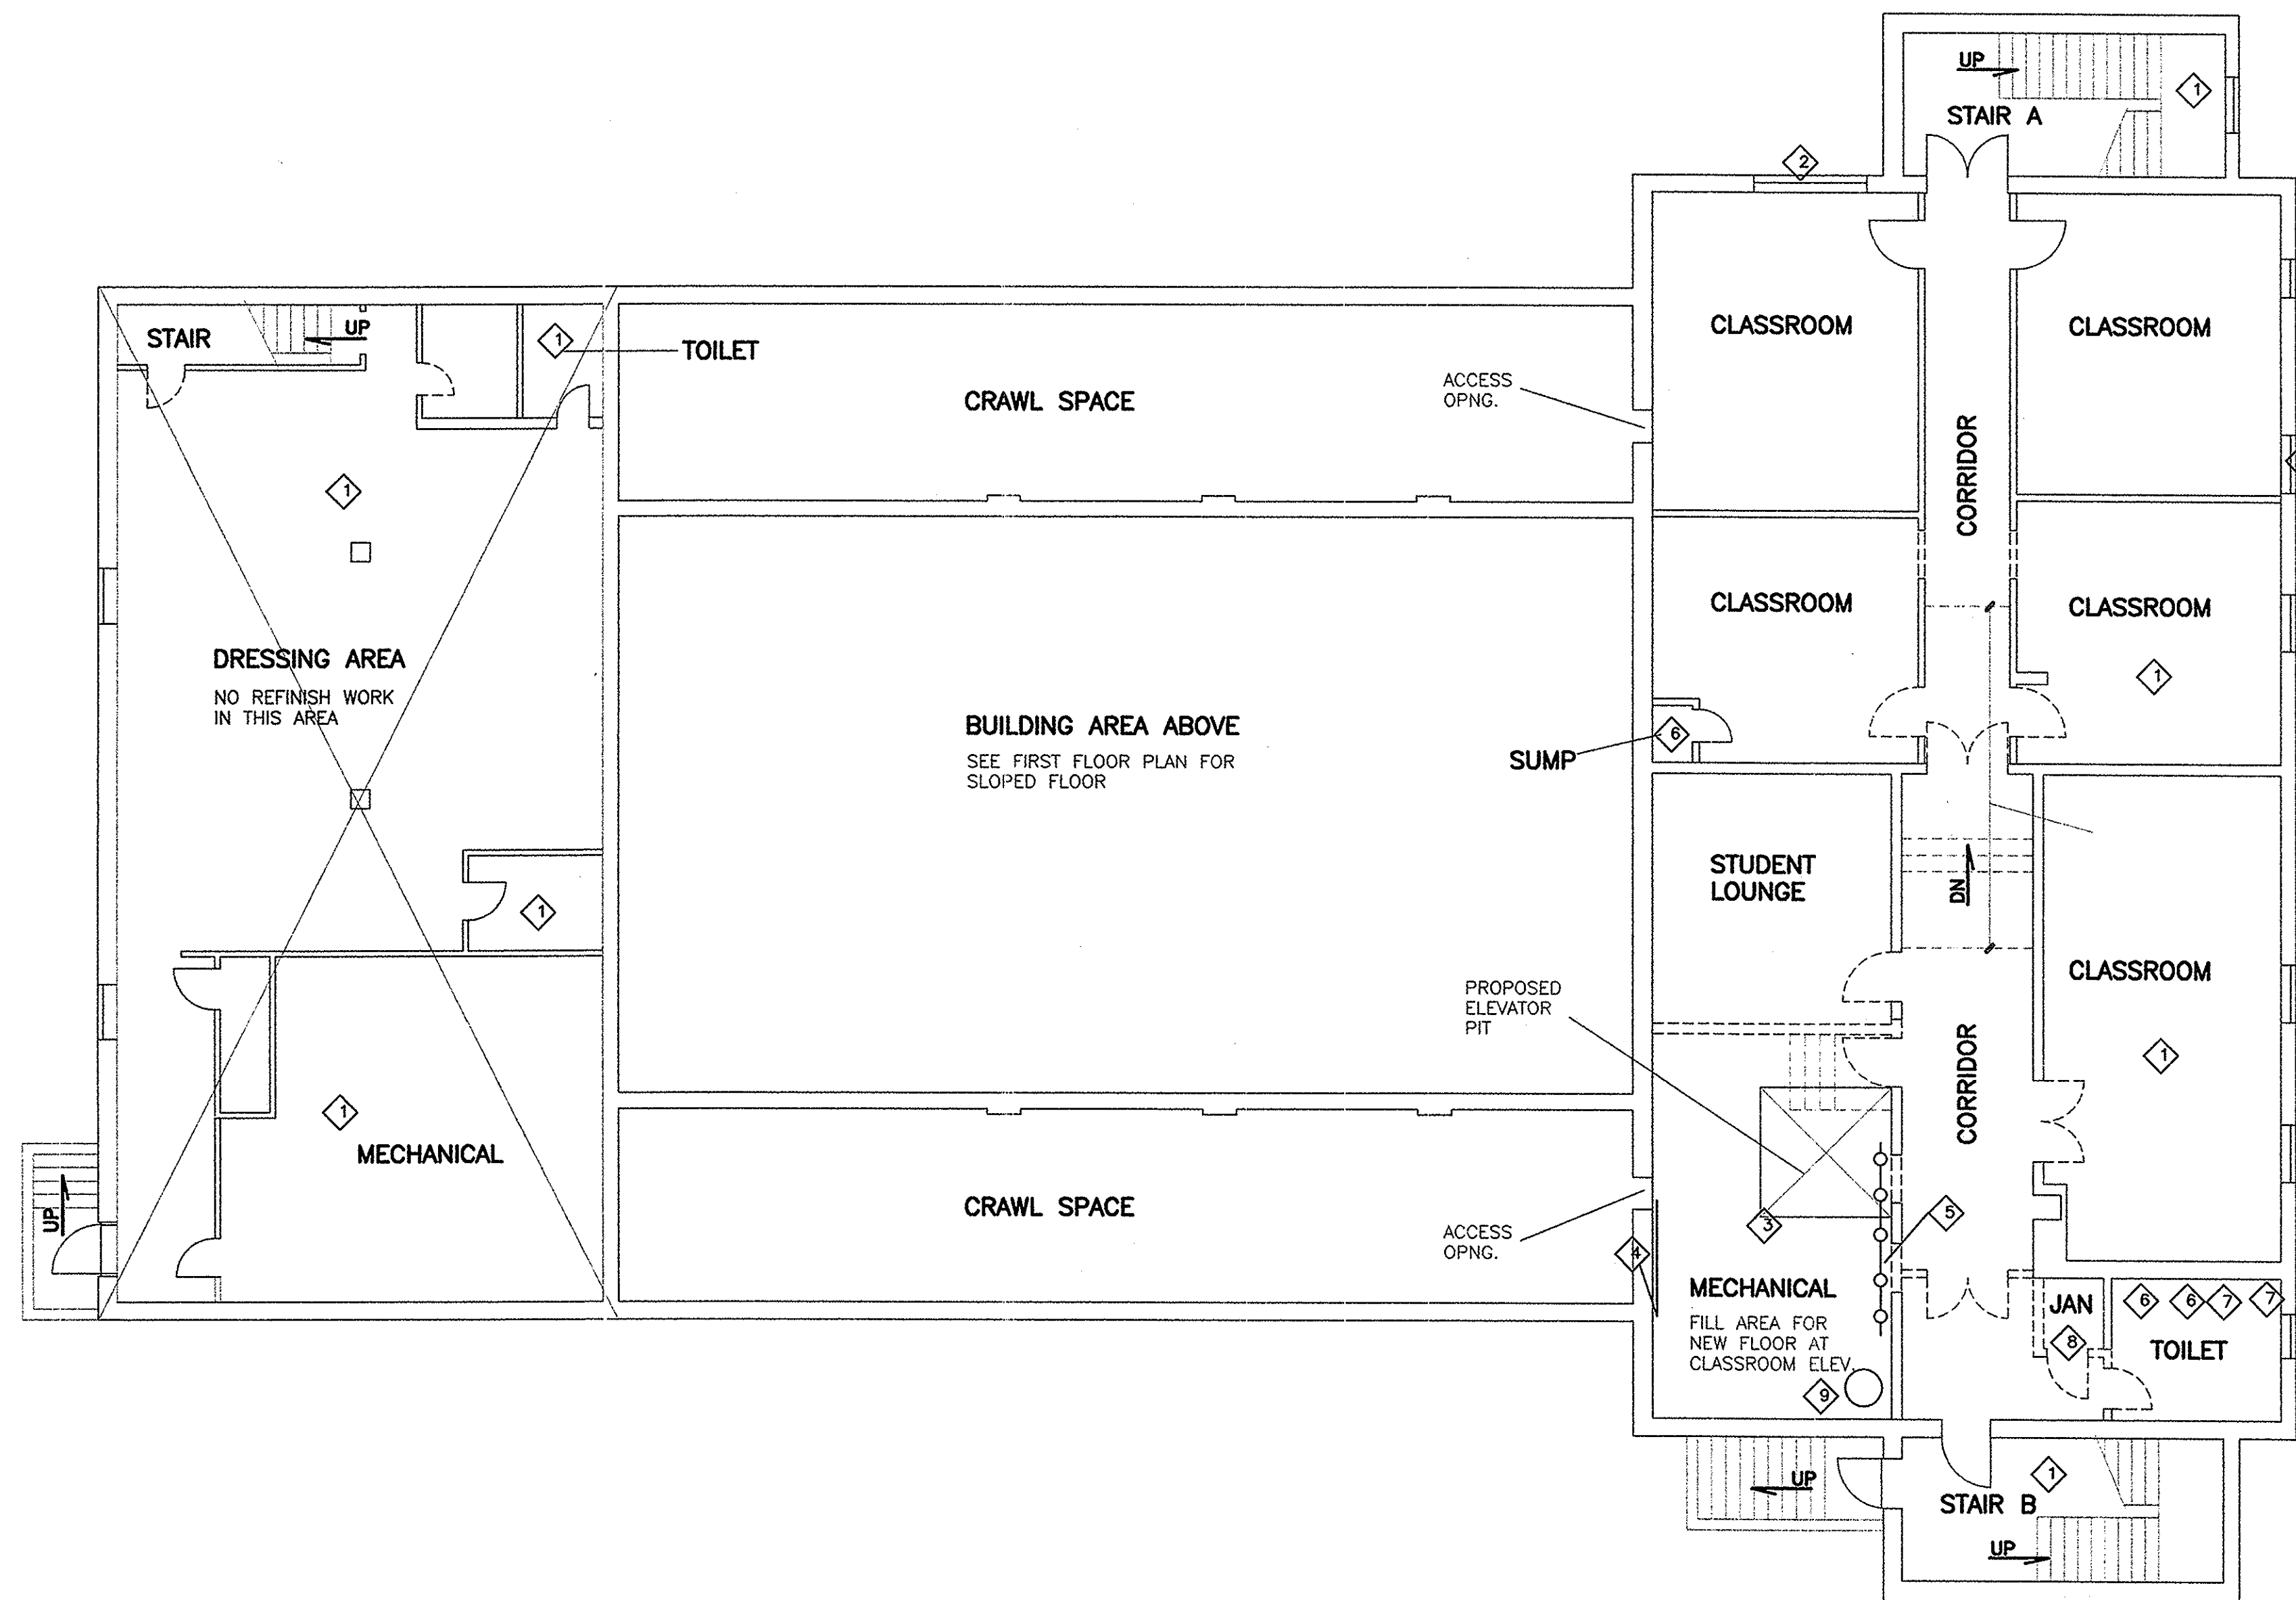 UP
STAIR A
1
2
STAIR
UP
1
TOILET
CRAWL SPACE
ACCESS
OPNG.
CLASSROOM
CLASSROOM
CORRIDOR
1
DRESSING AREA
NO REFINISH WORK
IN THIS AREA
BUILDING AREA ABOVE
SEE FIRST FLOOR PLAN FOR
SLOPED FLOOR
CLASSROOM
CLASSROOM
1
6
SUMP
STUDENT
LOUNGE
DN
1
CLASSROOM
PROPOSED
ELEVATOR
PIT
CORRIDOR
1
1
MECHANICAL
UP
CRAWL SPACE
ACCESS
OPNG.
3
4
5
MECHANICAL
FILL AREA FOR
NEW FLOOR AT
CLASSROOM ELEV.
9
JAN
8
6
6
7
7
TOILET
UP
1
STAIR B
UP